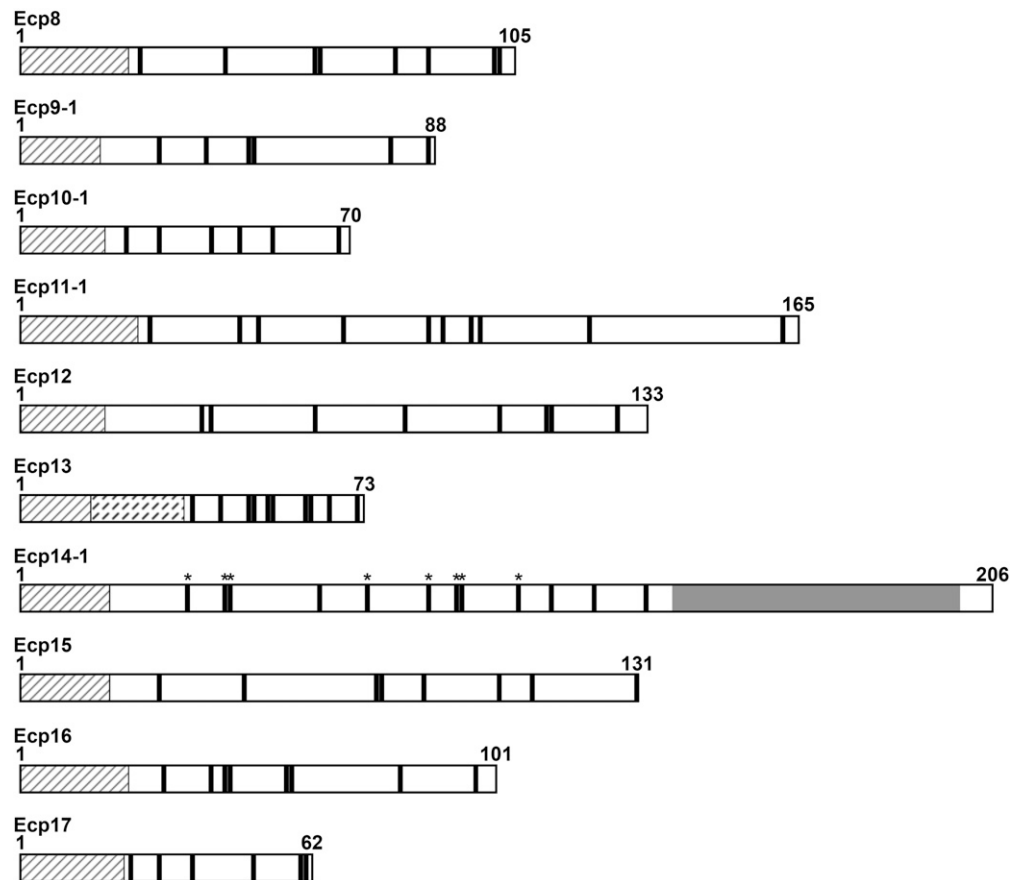 Ecp8
1 105
Ecp9-1
1 88
Ecp10-1
1 70
Ecp11-1
1 165
Ecp12
1 133
Ecp13
1 73
Ecp14-1
1 * ** * * ** * 206
Ecp15
1 131
Ecp16
1 101
Ecp17
1 62